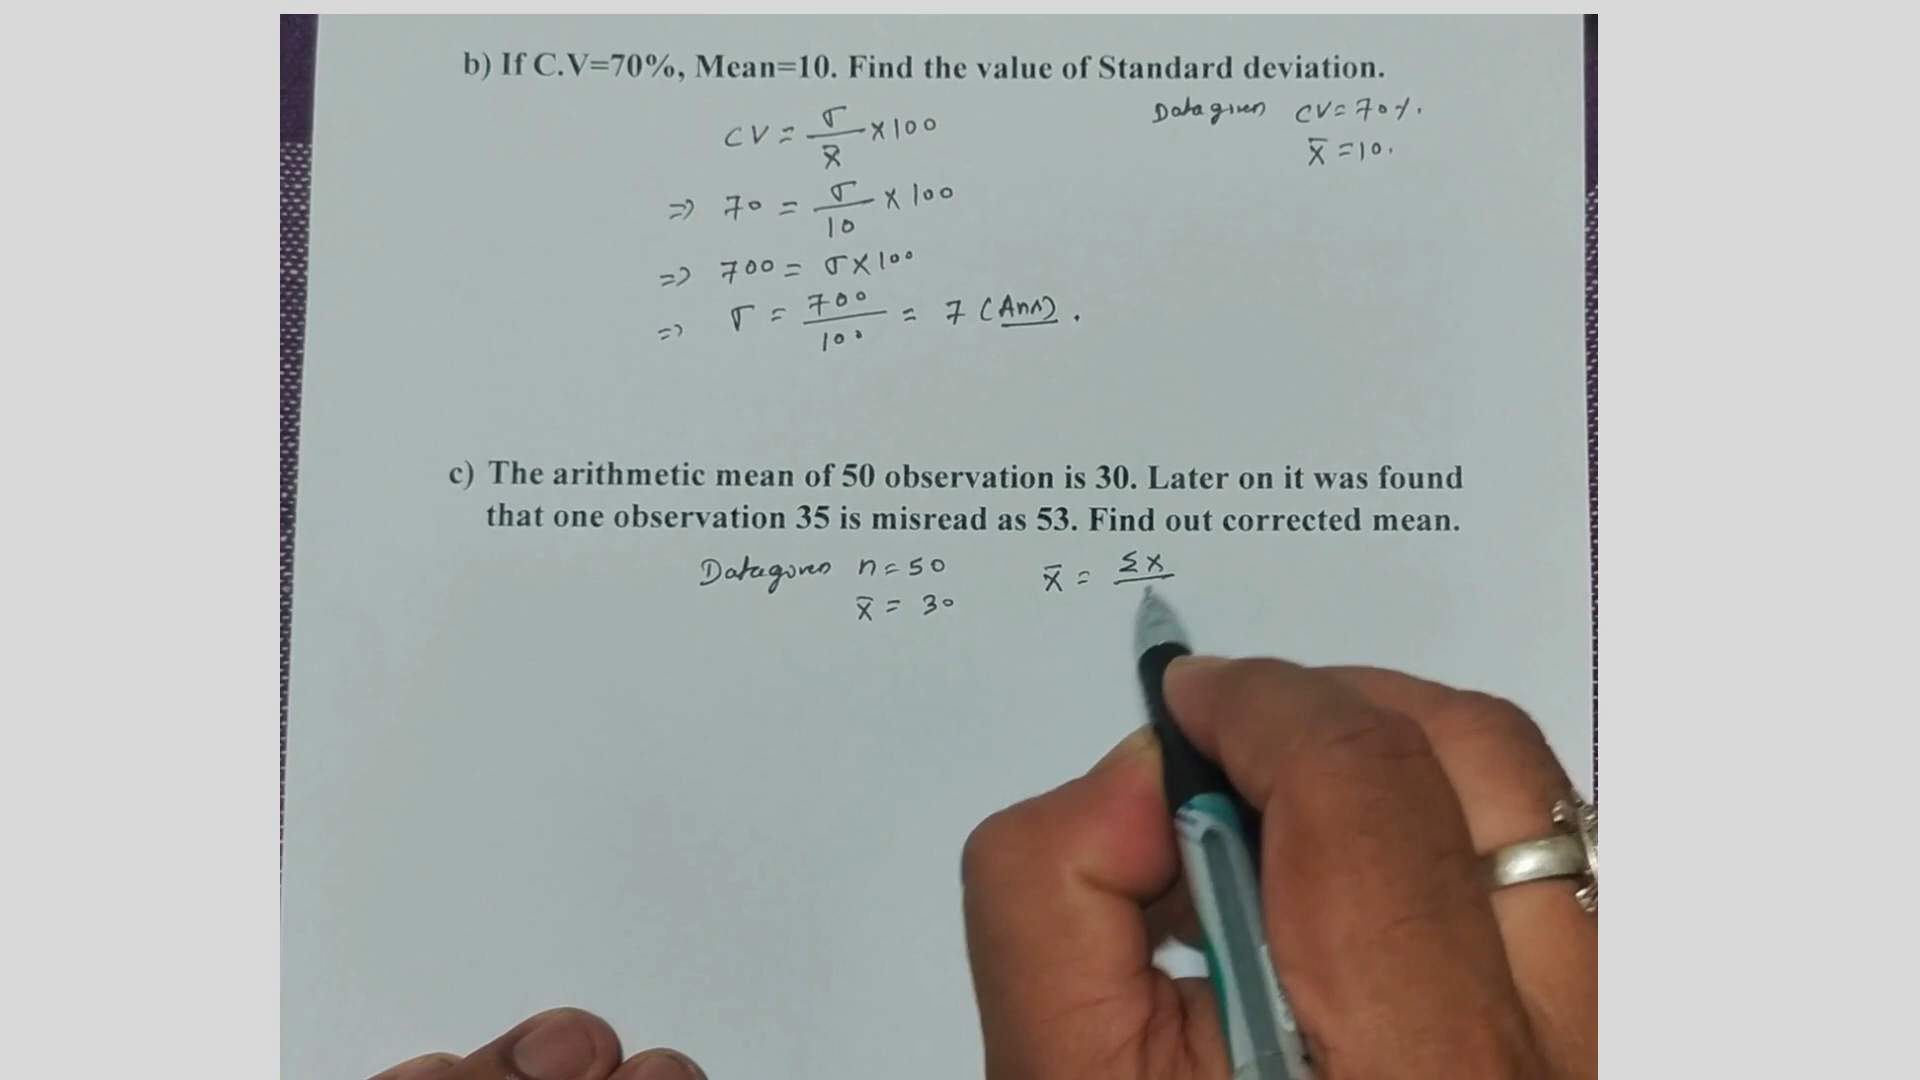 b) If C.V=70%, Mean=10. Find the value of Standard deviation.
Data given CV=70%.
X̄ =10.
CV = σ/X̄ ×100
⇒ 70 = σ/10 × 100
⇒ 700 = σ×100
⇒ σ = 700/100 = 7 (Ans).
c) The arithmetic mean of 50 observation is 30. Later on it was found
that one observation 35 is misread as 53. Find out corrected mean.
Data given n=50
X̄ = 30
X̄ = ΣX